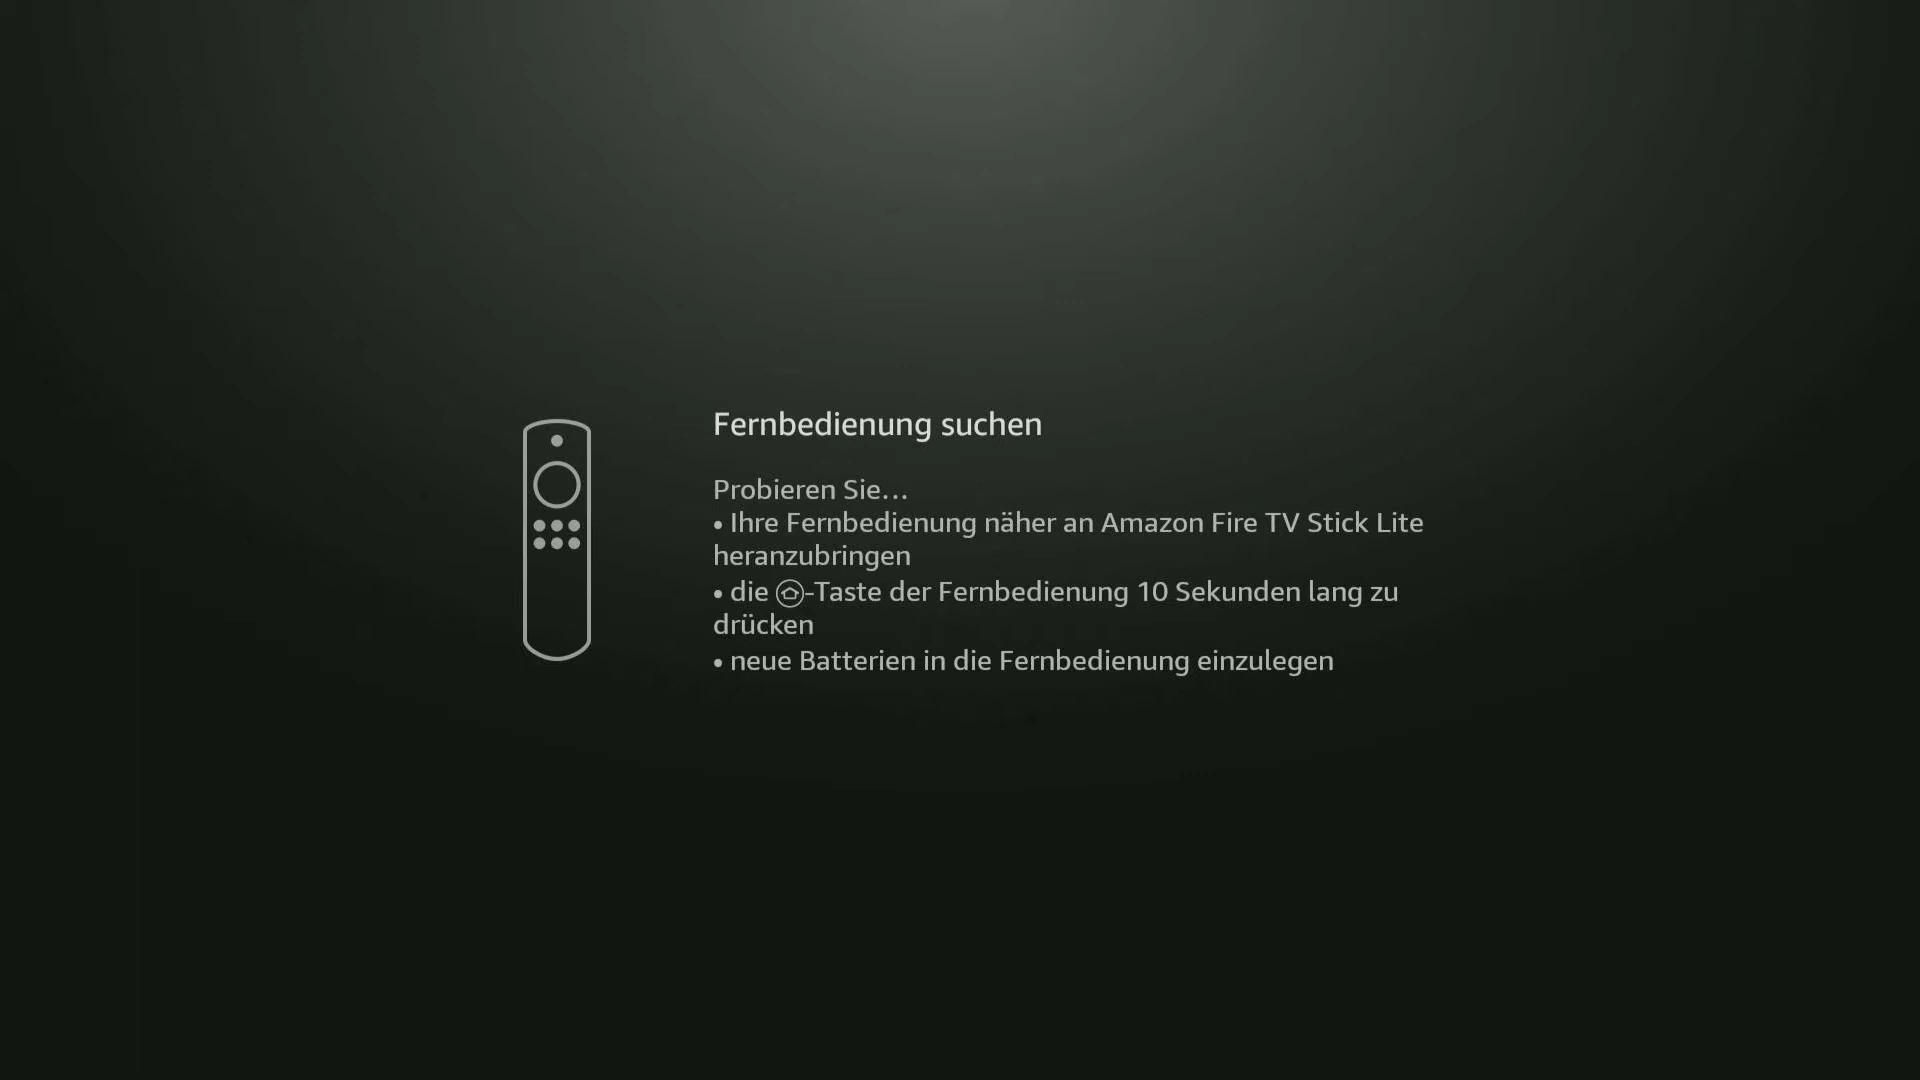 Fernbedienung suchen
Probieren Sie...
• Ihre Fernbedienung näher an Amazon Fire TV Stick Lite
heranzubringen
• die -Taste der Fernbedienung 10 Sekunden lang zu
drücken
• neue Batterien in die Fernbedienung einzulegen